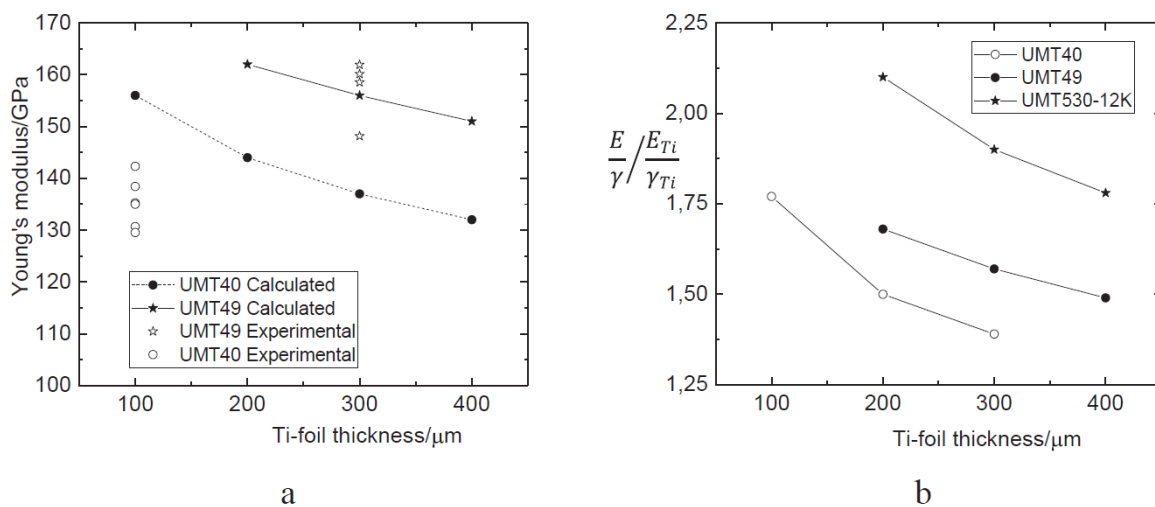 170
160
150
140
130
120
110
100
Young's modulus/GPa
UMT40 Calculated
UMT49 Calculated
UMT49 Experimental
UMT40 Experimental
100 200 300 400
Ti-foil thickness/μm
a
2,25
2,00
1,75
1,50
1,25
E/γ / E_Ti/γ_Ti
UMT40
UMT49
UMT530-12K
100 200 300 400
Ti-foil thickness/μm
b